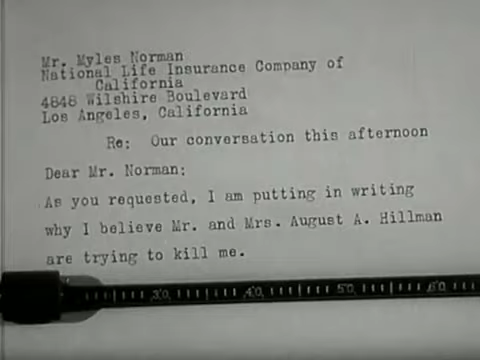 Mr. Myles Norman
National Life Insurance Company of
California
4848 Wilshire Boulevard
Los Angeles, California
Re: Our conversation this afternoon
Dear Mr. Norman:
As you requested, I am putting in writing
why I believe Mr. and Mrs. August A. Hillman
are trying to kill me.
30 40 50 60